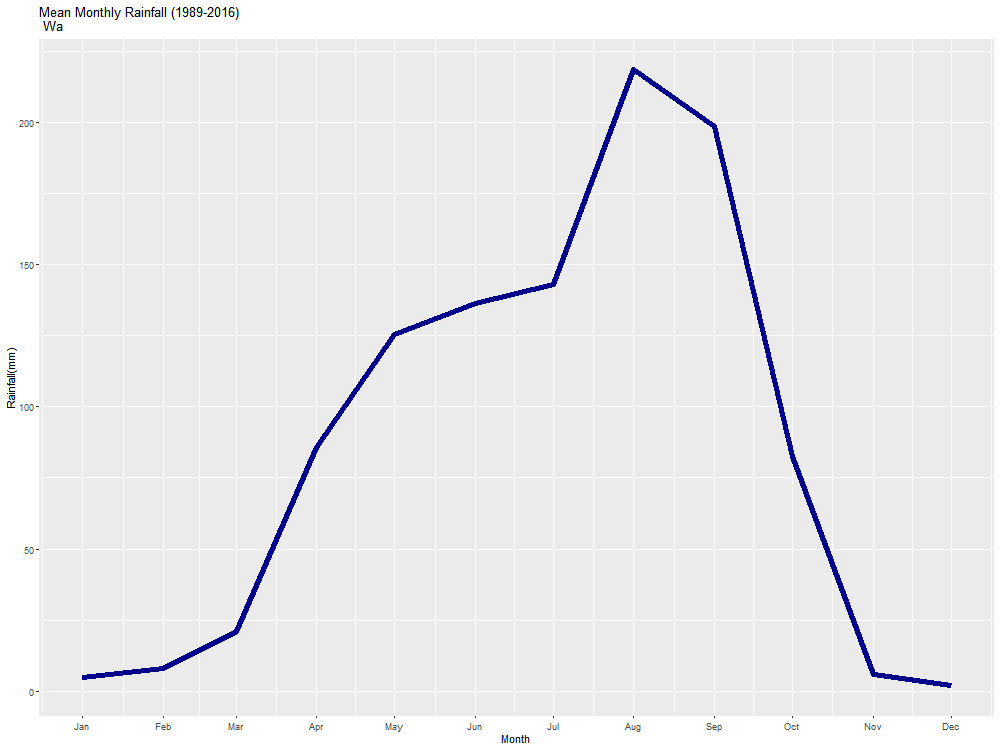 Mean Monthly Rainfall (1989-2016)
Wa
Rainfall(mm)
200
150
100
50
0
Jan Feb Mar Apr May Jun Jul Aug Sep Oct Nov Dec
Month